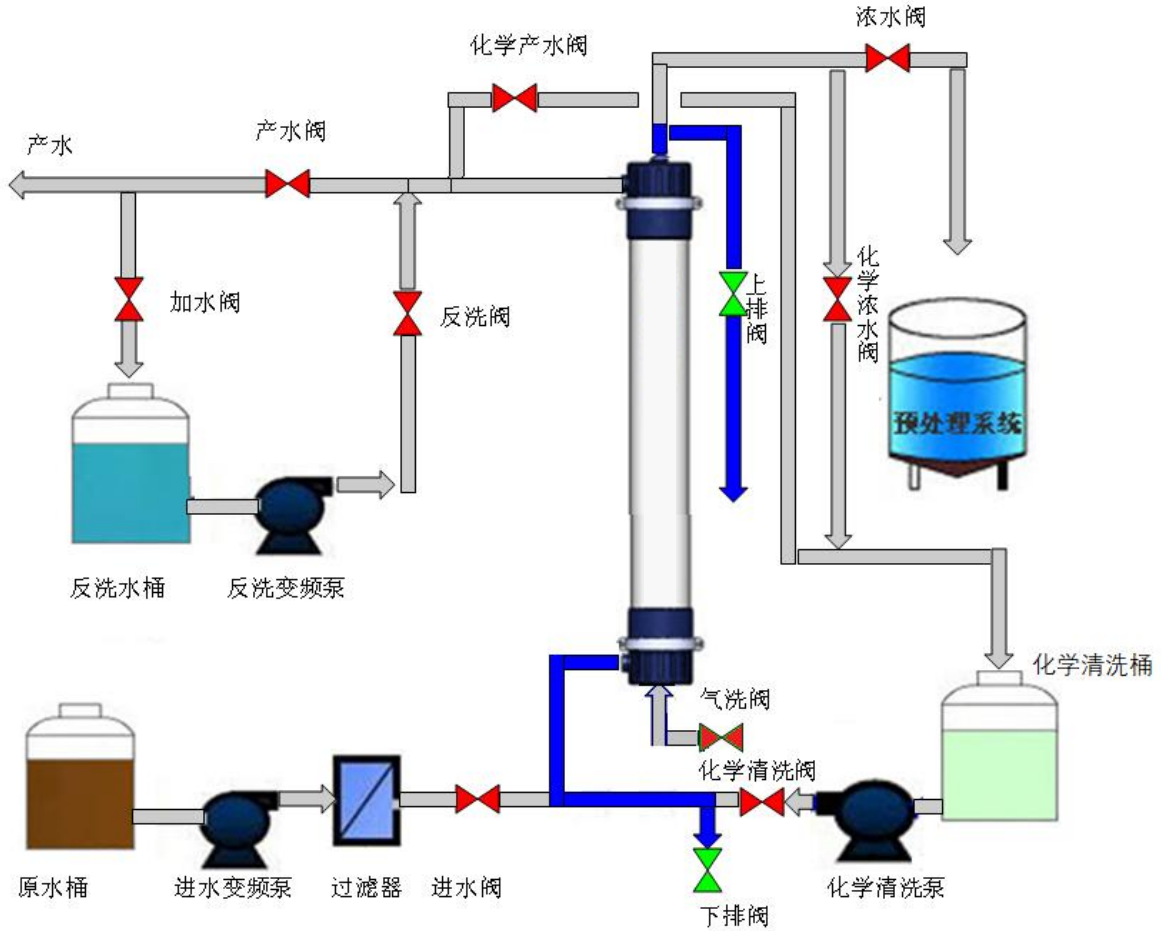 浓水阀
化学产水阀
产水阀
产水
加水阀
反洗阀
上排阀
化学浓水阀
预处理系统
反洗水桶
反洗变频泵
化学清洗桶
气洗阀
化学清洗阀
原水桶
进水变频泵
过滤器
进水阀
化学清洗泵
下排阀